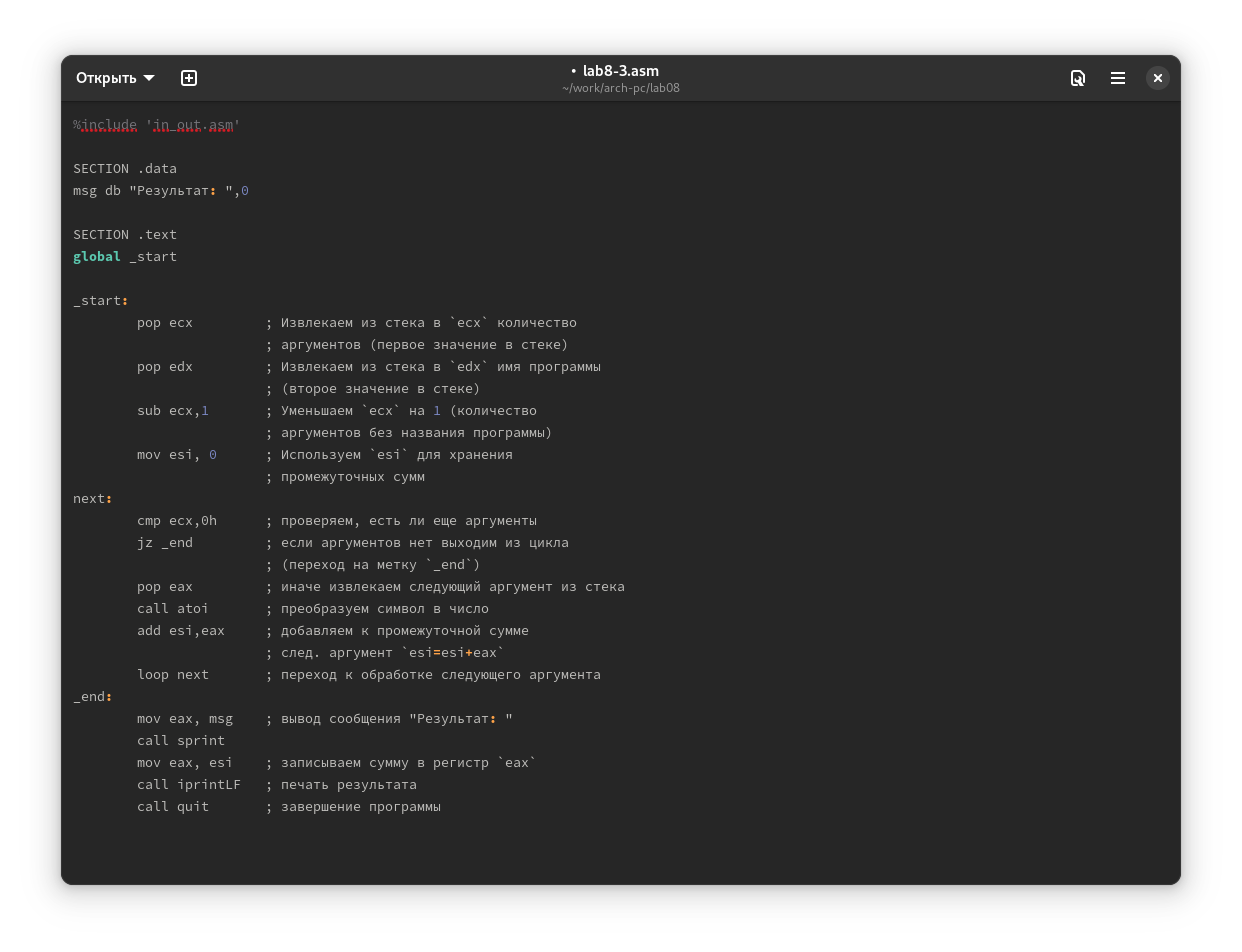 Открыть
• lab8-3.asm
~/work/arch-pc/lab08
%include 'in_out.asm'
SECTION .data
msg db "Результат: ",0
SECTION .text
global _start
_start:
pop ecx ; Извлекаем из стека в `ecx` количество
; аргументов (первое значение в стеке)
pop edx ; Извлекаем из стека в `edx` имя программы
; (второе значение в стеке)
sub ecx,1 ; Уменьшаем `ecx` на 1 (количество
; аргументов без названия программы)
mov esi, 0 ; Используем `esi` для хранения
; промежуточных сумм
next:
cmp ecx,0h ; проверяем, есть ли еще аргументы
jz _end ; если аргументов нет выходим из цикла
; (переход на метку `_end`)
pop eax ; иначе извлекаем следующий аргумент из стека
call atoi ; преобразуем символ в число
add esi,eax ; добавляем к промежуточной сумме
; след. аргумент `esi=esi+eax`
loop next ; переход к обработке следующего аргумента
_end:
mov eax, msg ; вывод сообщения "Результат: "
call sprint
mov eax, esi ; записываем сумму в регистр `eax`
call iprintLF ; печать результата
call quit ; завершение программы